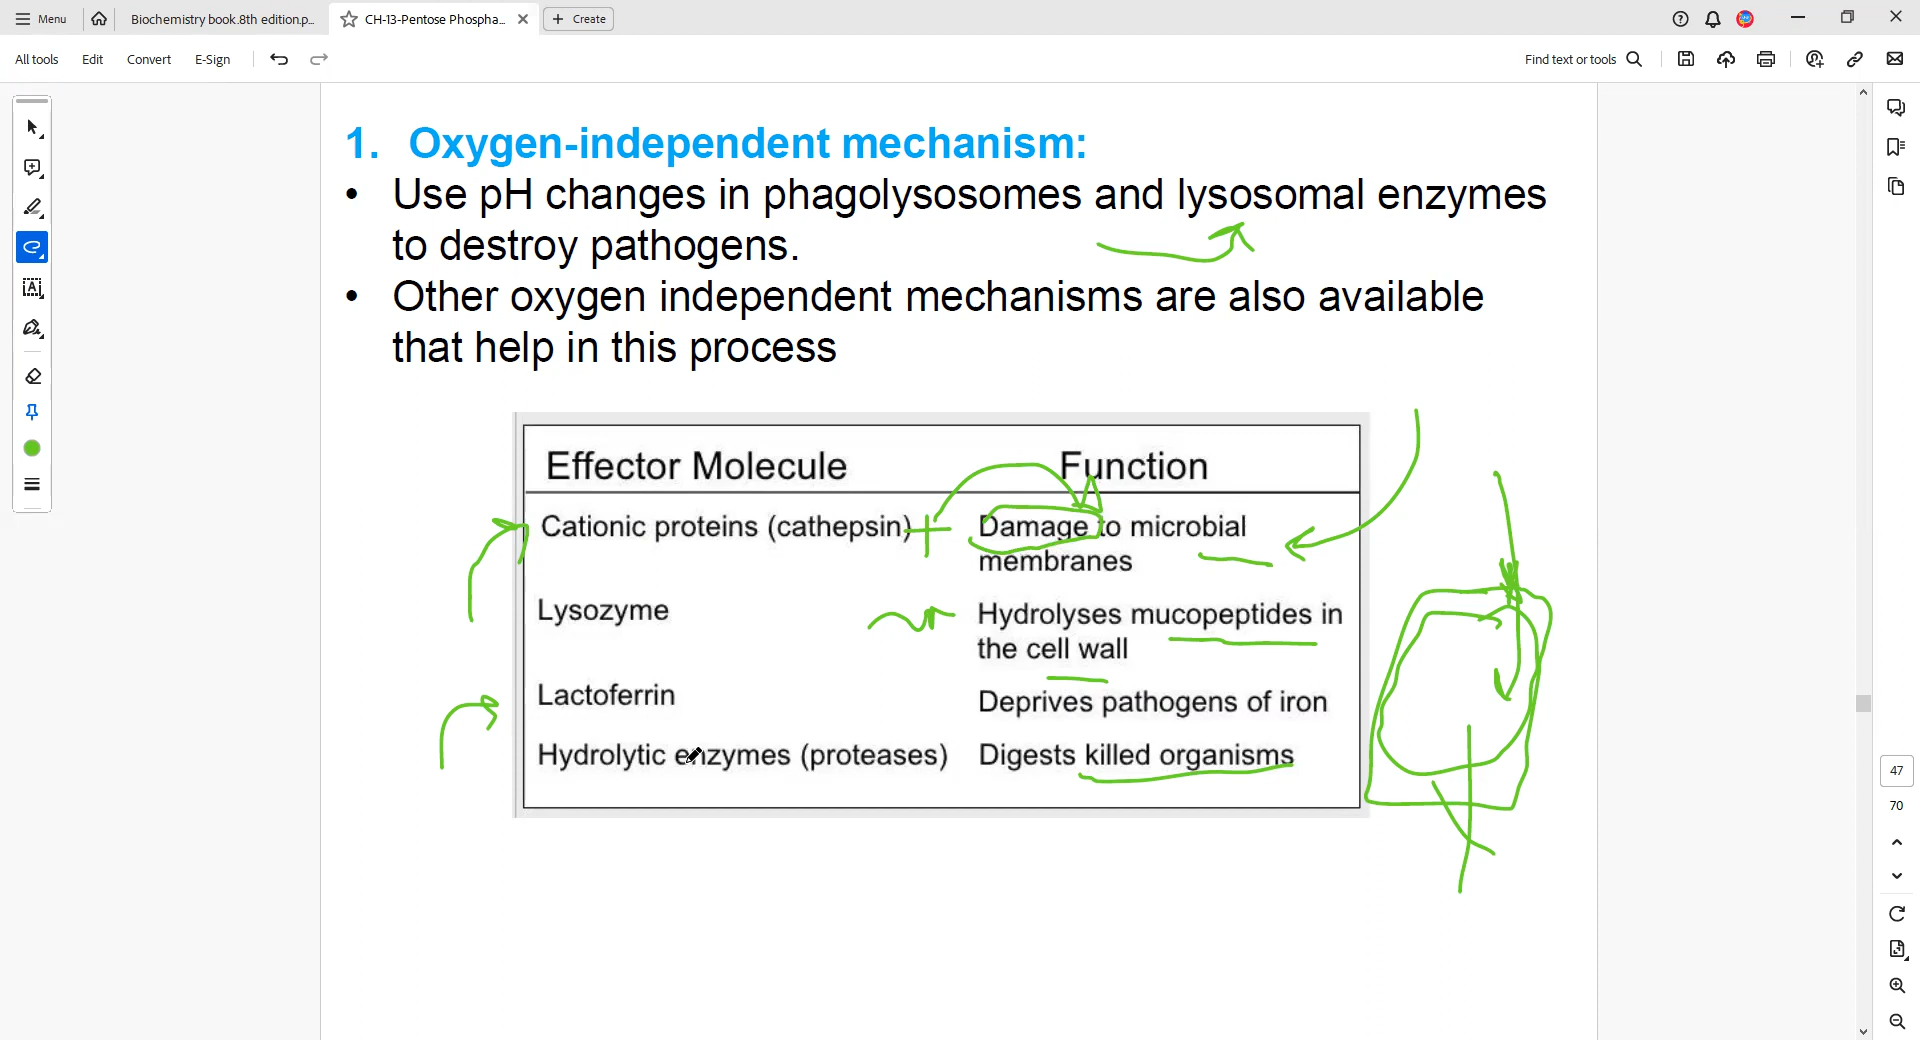 Menu
Biochemistry book.8th edition.p...
CH-13-Pentose Phospha...
Create
All tools
Edit
Convert
E-Sign
Find text or tools
1. Oxygen-independent mechanism:
• Use pH changes in phagolysosomes and lysosomal enzymes
to destroy pathogens.
• Other oxygen independent mechanisms are also available
that help in this process
Effector Molecule Function
Cationic proteins (cathepsin) Damage to microbial
membranes
Lysozyme Hydrolyses mucopeptides in
the cell wall
Lactoferrin Deprives pathogens of iron
Hydrolytic enzymes (proteases) Digests killed organisms
47
70